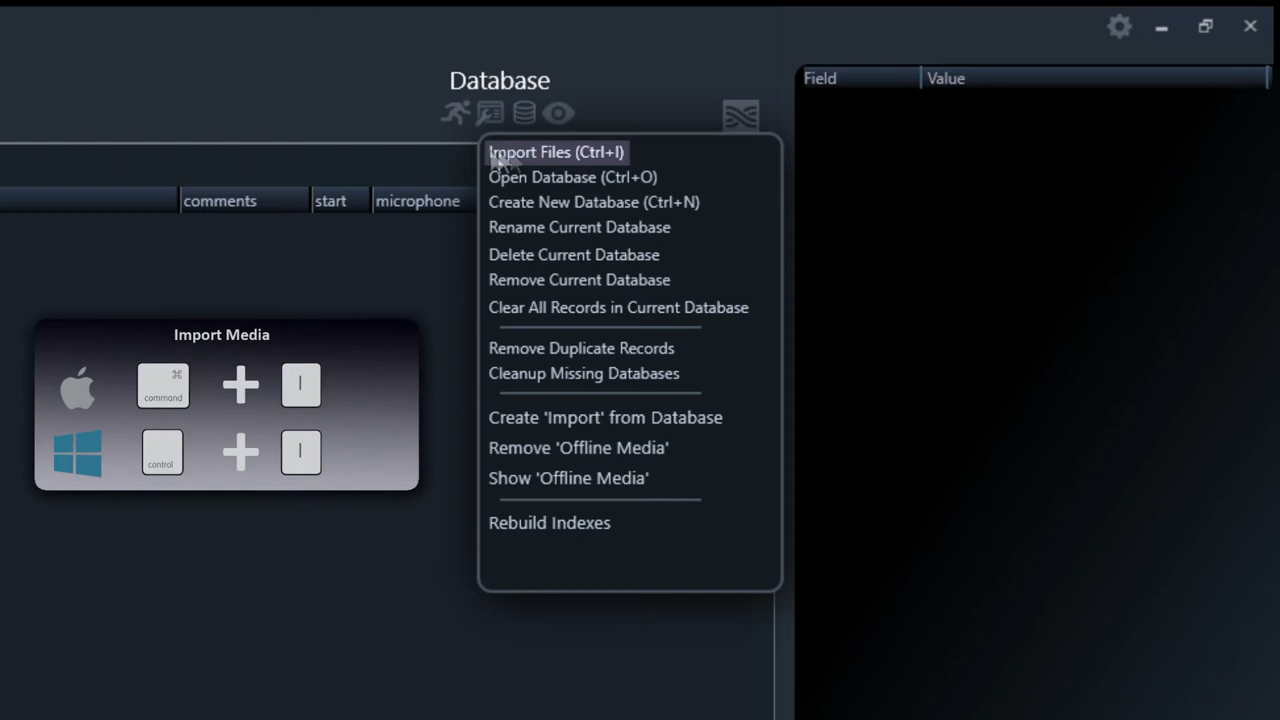 Database
Field
Value
comments
start
microphone
Import Files (Ctrl+I)
Open Database (Ctrl+O)
Create New Database (Ctrl+N)
Rename Current Database
Delete Current Database
Remove Current Database
Clear All Records in Current Database
Remove Duplicate Records
Cleanup Missing Databases
Create 'Import' from Database
Remove 'Offline Media'
Show 'Offline Media'
Rebuild Indexes
Import Media
⌘
command
+
I
control
+
I